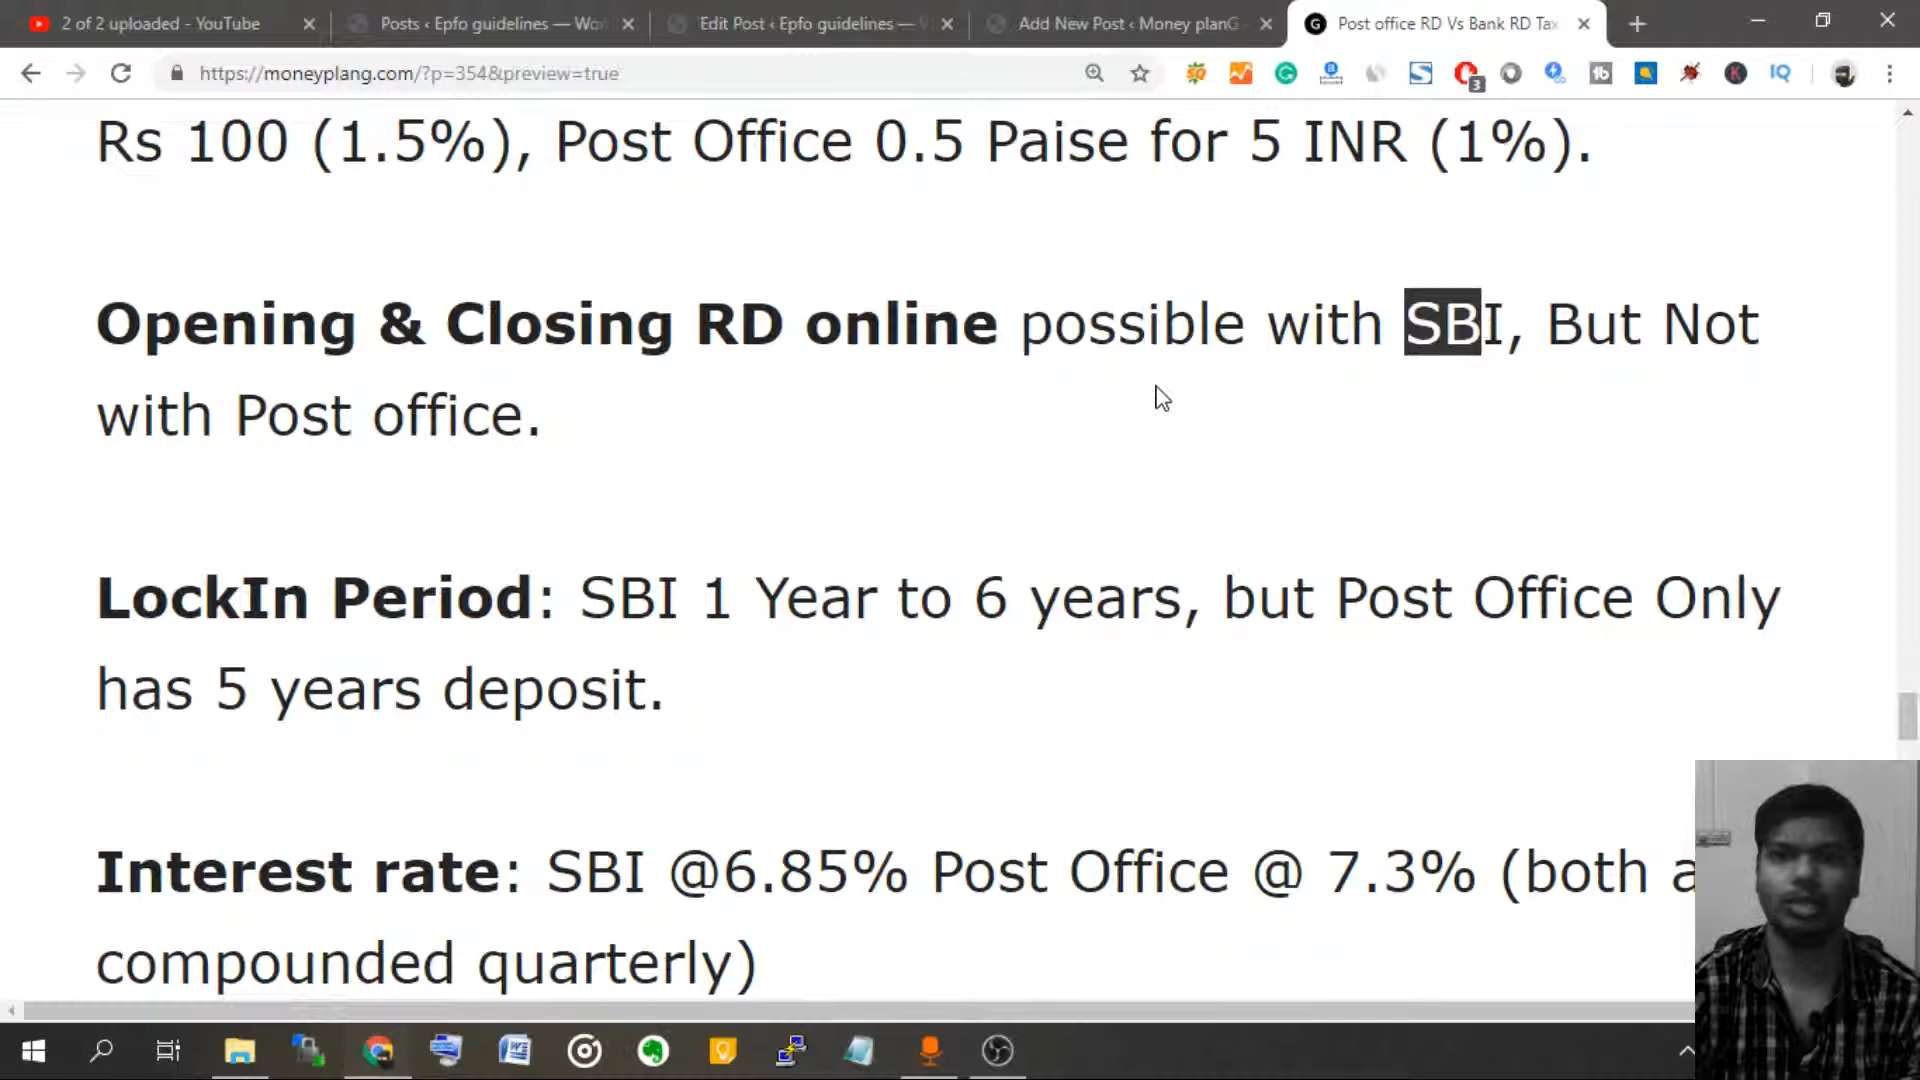 2 of 2 uploaded - YouTube
Posts ‹ Epfo guidelines — Wor
Edit Post ‹ Epfo guidelines —
Add New Post ‹ Money planG
Post office RD Vs Bank RD Tax
https://moneyplang.com/?p=354&preview=true
Rs 100 (1.5%), Post Office 0.5 Paise for 5 INR (1%).
Opening & Closing RD online possible with SBI, But Not
with Post office.
LockIn Period: SBI 1 Year to 6 years, but Post Office Only
has 5 years deposit.
Interest rate: SBI @6.85% Post Office @ 7.3% (both a
compounded quarterly)